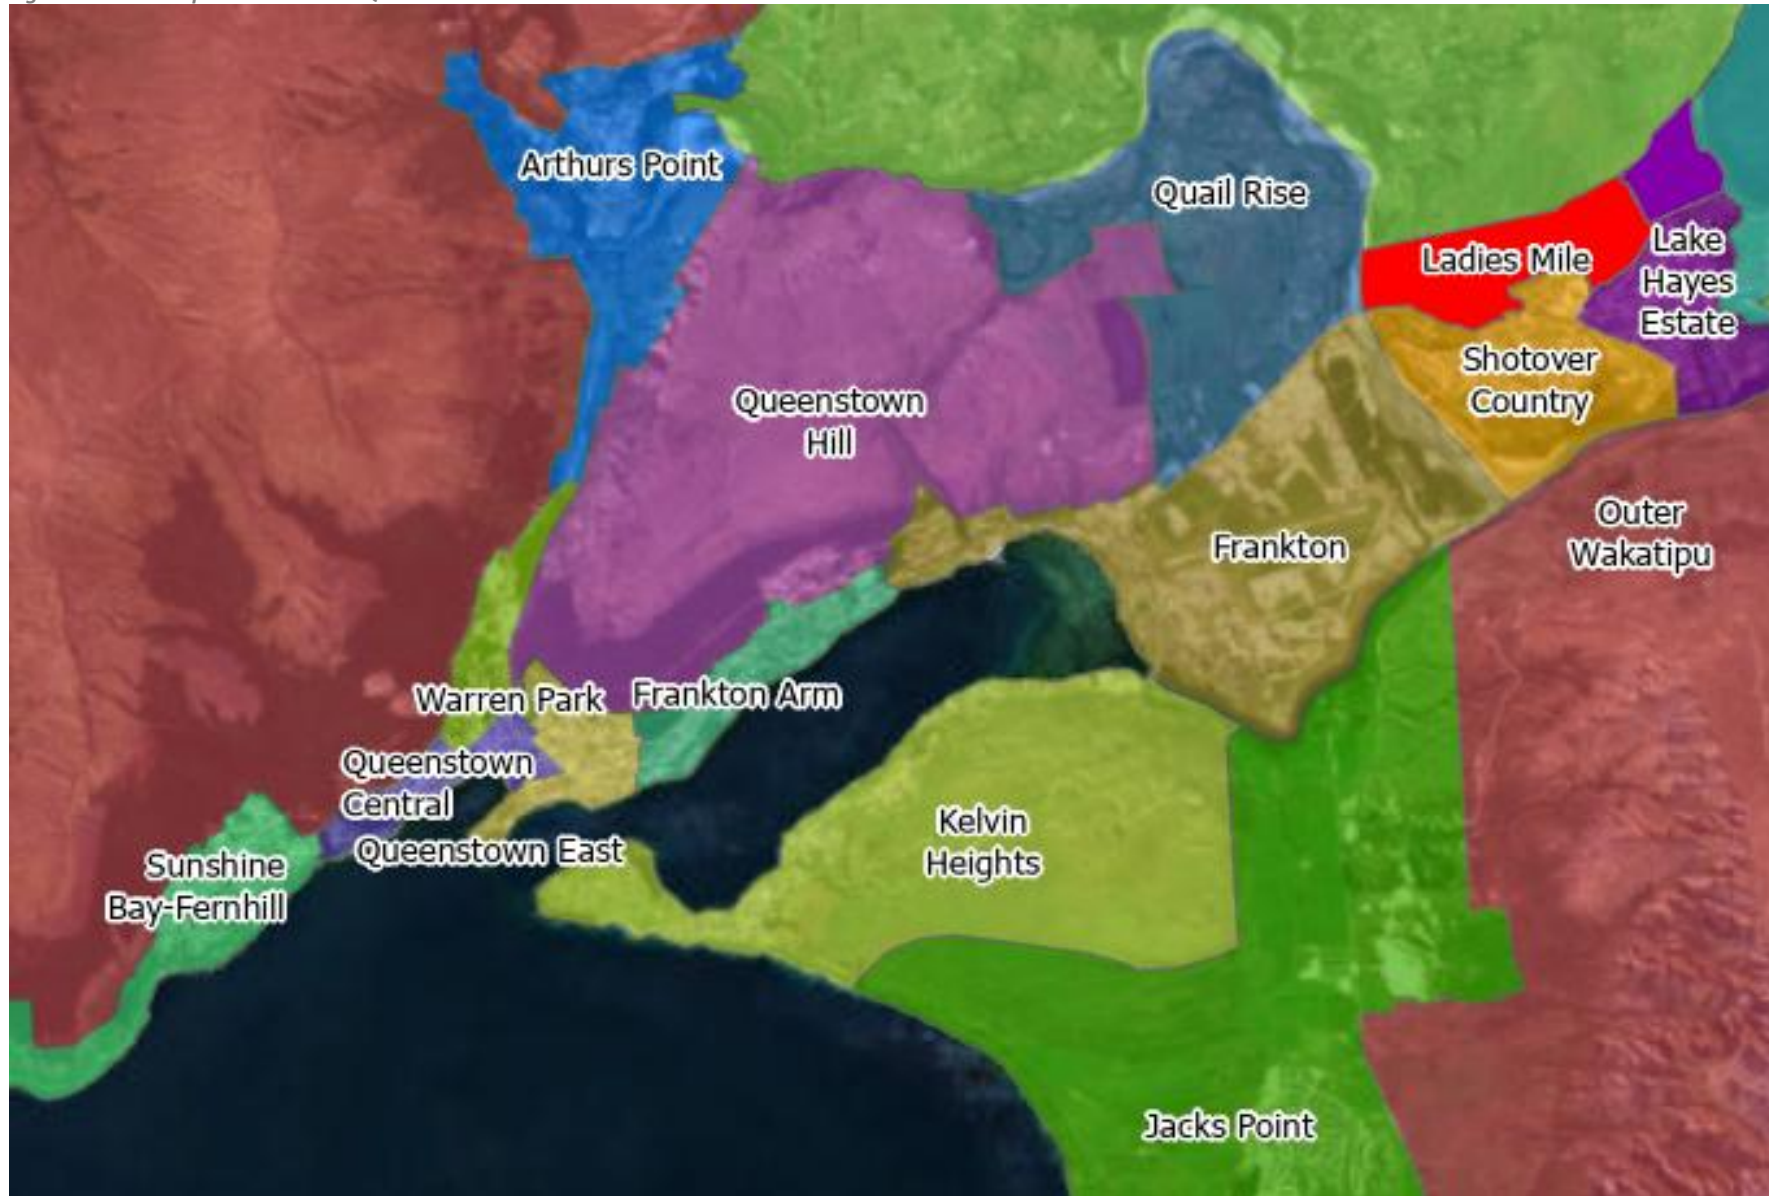 Arthurs Point
Quail Rise
Ladies Mile
Lake
Hayes
Estate
Shotover
Country
Queenstown
Hill
Outer
Wakatipu
Frankton
Warren Park
Frankton Arm
Queenstown
Central
Queenstown East
Kelvin
Heights
Sunshine
Bay-Fernhill
Jacks Point